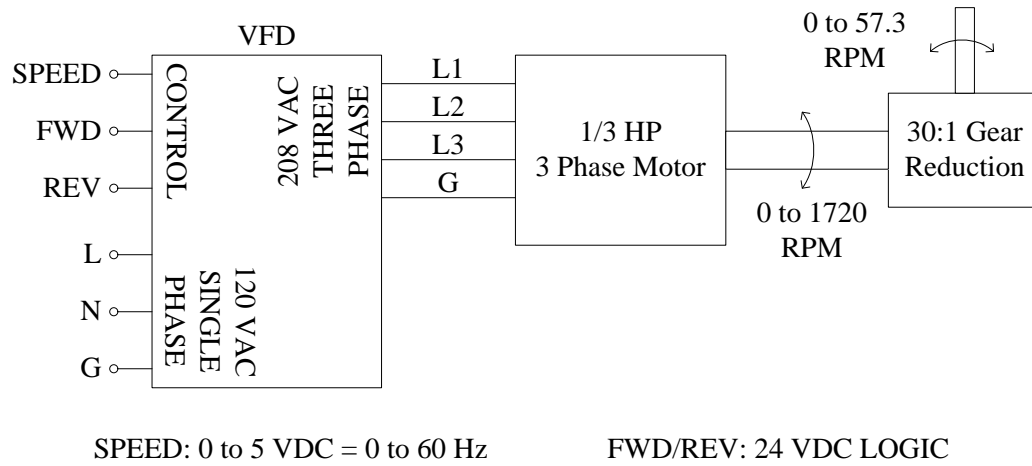 VFD
SPEED
FWD
REV
L
N
G
CONTROL
120 VAC
SINGLE
PHASE
208 VAC
THREE
PHASE
L1
L2
L3
G
1/3 HP
3 Phase Motor
0 to 1720
RPM
0 to 57.3
RPM
30:1 Gear
Reduction
SPEED: 0 to 5 VDC = 0 to 60 Hz
FWD/REV: 24 VDC LOGIC